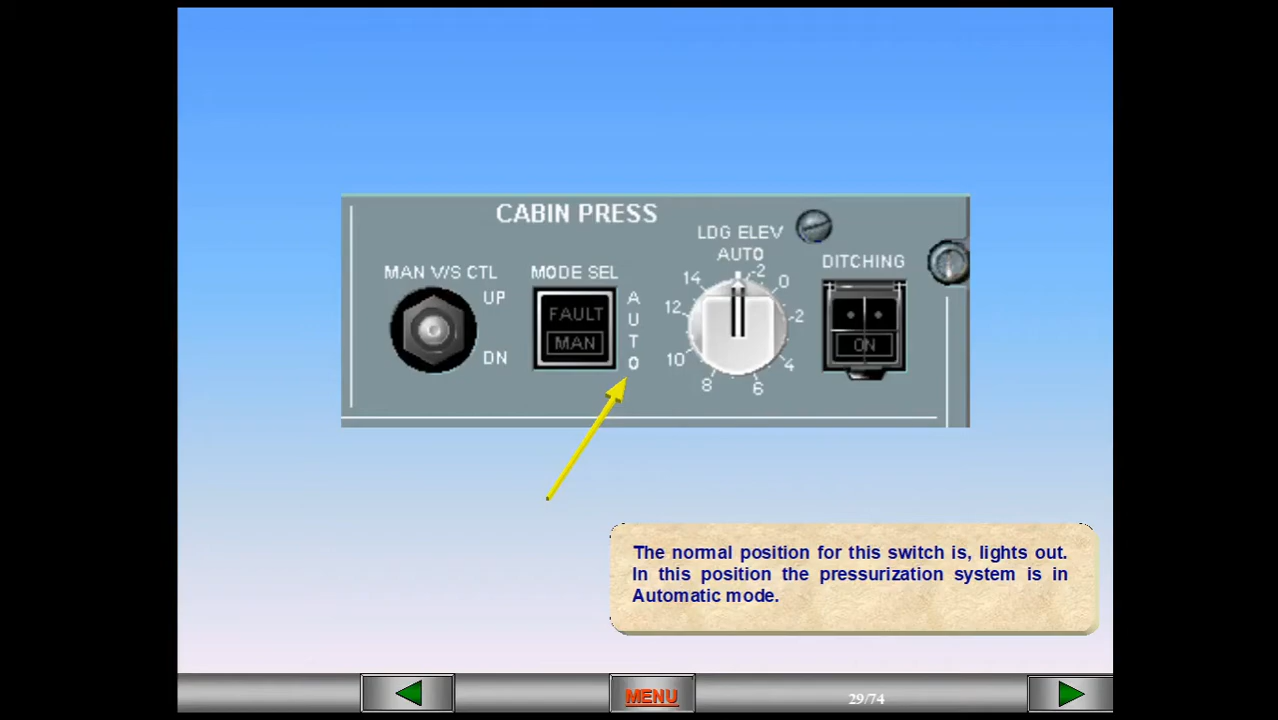 CABIN PRESS
LDG ELEV
AUTO
DITCHING
MAN V/S CTL
MODE SEL
UP
DN
FAULT
MAN
AUTO
14
-2
0
12
-2
10
4
8
6
ON
The normal position for this switch is, lights out.
In this position the pressurization system is in
Automatic mode.
MENU
29/74